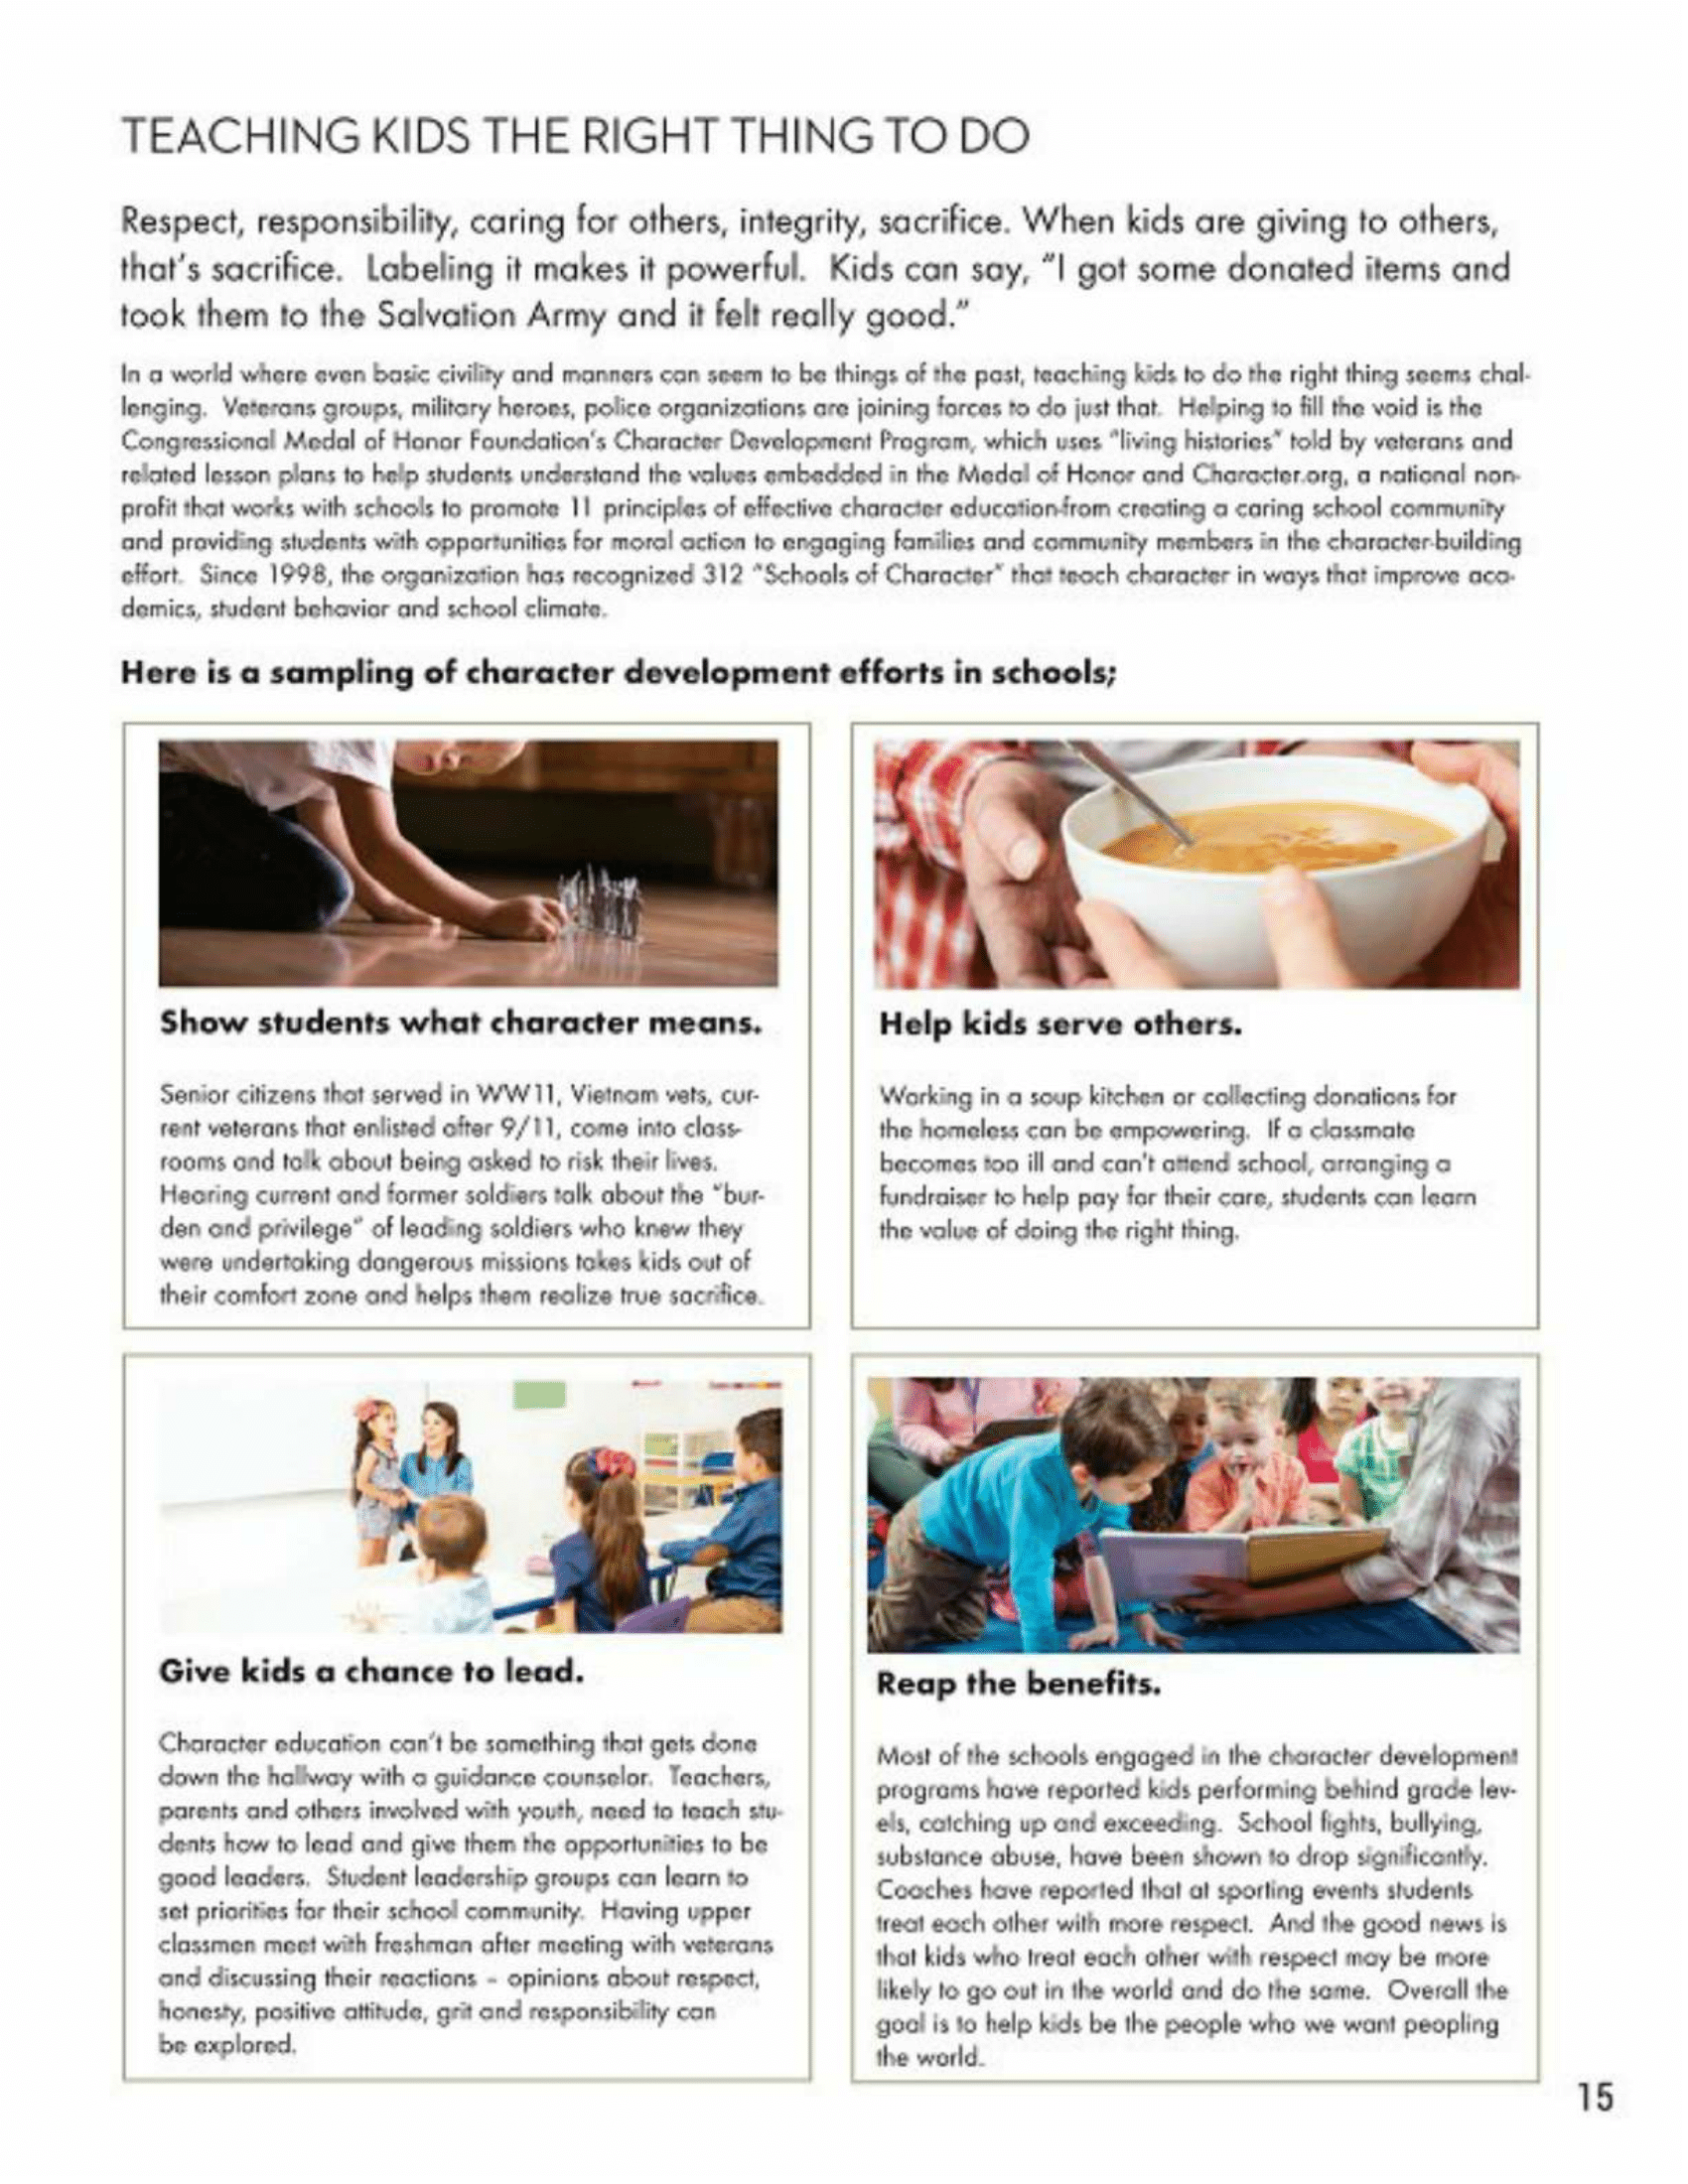 TEACHING KIDS THE RIGHT THING TO DO
Respect, responsibility, caring for others, integrity, sacrifice. When kids are giving to others,
that's sacrifice. Labeling it makes it powerful. Kids can say, "I got some donated items and
took them to the Salvation Army and it felt really good."
In a world where even basic civility and manners can seem to be things of the past, teaching kids to do the right thing seems chal-
lenging. Veterans groups, military heroes, police organizations are joining forces to do just that. Helping to fill the void is the
Congressional Medal of Honor Foundation's Character Development Program, which uses "living histories" told by veterans and
related lesson plans to help students understand the values embedded in the Medal of Honor and Character.org, a national non-
profit that works with schools to promote 11 principles of effective character education-from creating a caring school community
and providing students with opportunities for moral action to engaging families and community members in the character-building
effort. Since 1998, the organization has recognized 312 "Schools of Character" that teach character in ways that improve aca-
demics, student behavior and school climate.
Here is a sampling of character development efforts in schools;
Show students what character means.
Senior citizens that served in WW11, Vietnam vets, cur-
rent veterans that enlisted after 9/11, come into class-
rooms and talk about being asked to risk their lives.
Hearing current and former soldiers talk about the "bur-
den and privilege" of leading soldiers who knew they
were undertaking dangerous missions takes kids out of
their comfort zone and helps them realize true sacrifice.
Help kids serve others.
Working in a soup kitchen or collecting donations for
the homeless can be empowering. If a classmate
becomes too ill and can't attend school, arranging a
fundraiser to help pay for their care, students can learn
the value of doing the right thing.
Give kids a chance to lead.
Character education can't be something that gets done
down the hallway with a guidance counselor. Teachers,
parents and others involved with youth, need to teach stu-
dents how to lead and give them the opportunities to be
good leaders. Student leadership groups can learn to
set priorities for their school community. Having upper
classmen meet with freshman after meeting with veterans
and discussing their reactions – opinions about respect,
honesty, positive attitude, grit and responsibility can
be explored.
Reap the benefits.
Most of the schools engaged in the character development
programs have reported kids performing behind grade lev-
els, catching up and exceeding. School fights, bullying,
substance abuse, have been shown to drop significantly.
Coaches have reported that at sporting events students
treat each other with more respect. And the good news is
that kids who treat each other with respect may be more
likely to go out in the world and do the same. Overall the
goal is to help kids be the people who we want peopling
the world.
15